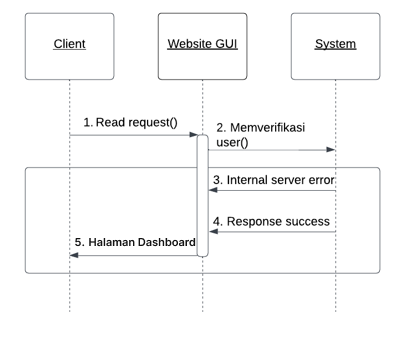 Client
Website GUI
System
1. Read request()
2. Memverifikasi
user()
3. Internal server error
4. Response success
5. Halaman Dashboard